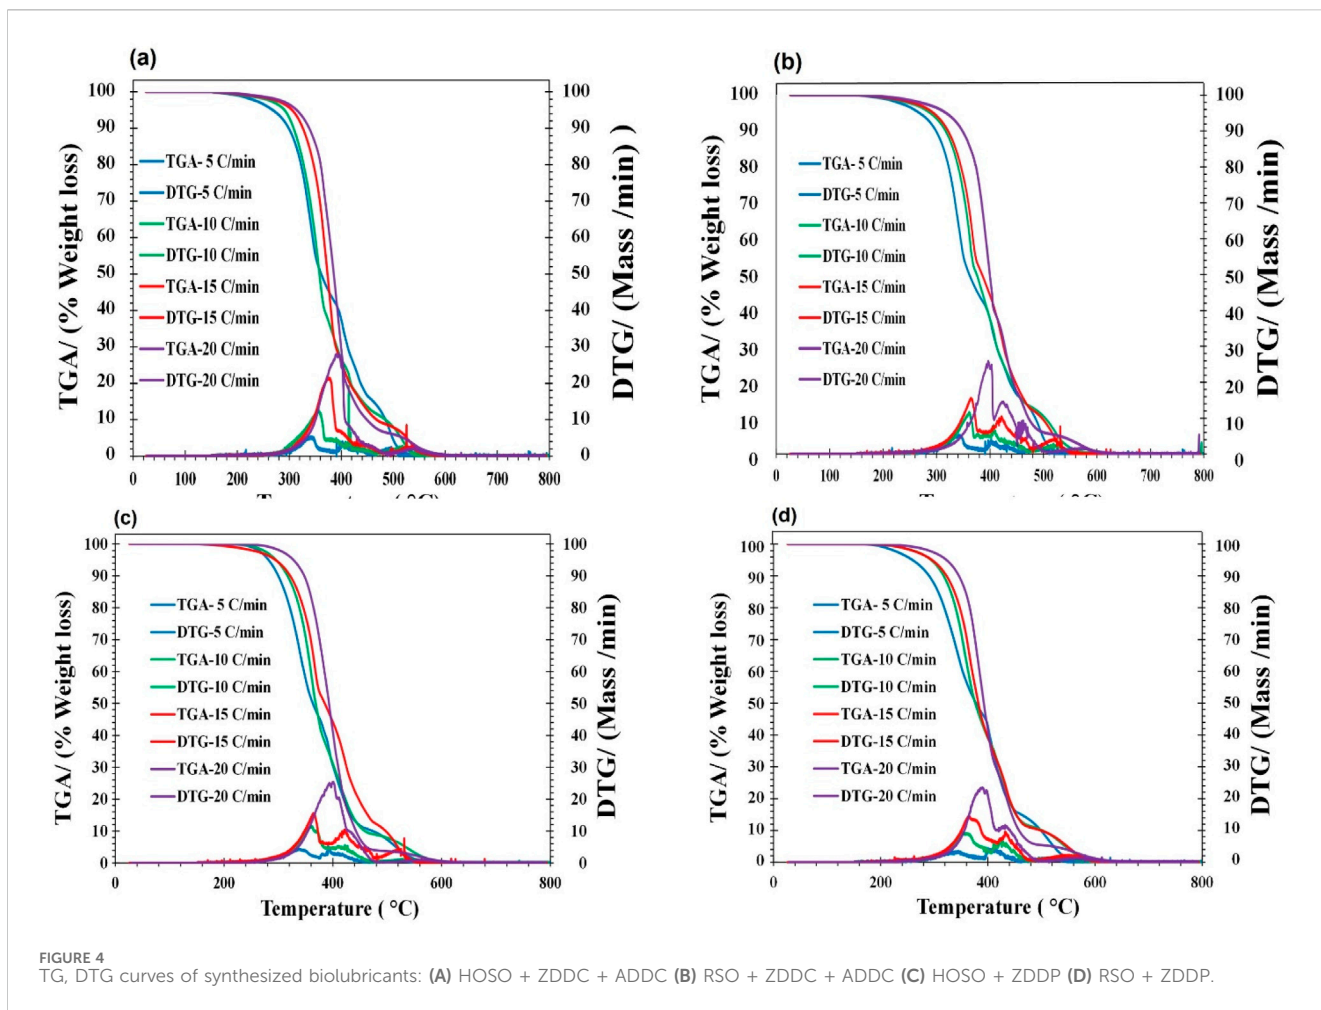 (a)
TGA/ (% Weight loss)
100
90
80
70
60
50
40
30
20
10
0
TGA- 5 C/min
DTG-5 C/min
TGA-10 C/min
DTG-10 C/min
TGA-15 C/min
DTG-15 C/min
TGA-20 C/min
DTG-20 C/min
100
90
80
70
60
50
40
30
20
10
0
DTG/ (Mass /min) )
0 100 200 300 400 500 600 700 800
(b)
TGA/ (% Weight loss)
100
90
80
70
60
50
40
30
20
10
0
TGA- 5 C/min
DTG-5 C/min
TGA-10 C/min
DTG-10 C/min
TGA-15 C/min
DTG-15 C/min
TGA-20 C/min
DTG-20 C/min
100
90
80
70
60
50
40
30
20
10
0
DTG/ (Mass /min)
0 100 200 300 400 500 600 700 800
(c)
TGA/ (% Weight loss)
100
90
80
70
60
50
40
30
20
10
0
TGA- 5 C/min
DTG-5 C/min
TGA-10 C/min
DTG-10 C/min
TGA-15 C/min
DTG-15 C/min
TGA-20 C/min
DTG-20 C/min
100
90
80
70
60
50
40
30
20
10
0
DTG/ (Mass /min)
0 200 400 600 800
Temperature ( °C)
(d)
TGA/ (% Weight loss)
100
90
80
70
60
50
40
30
20
10
0
TGA- 5 C/min
DTG-5 C/min
TGA-10 C/min
DTG-10 C/min
TGA-15 C/min
DTG-15 C/min
TGA-20 C/min
DTG-20 C/min
100
90
80
70
60
50
40
30
20
10
0
DTG/ (Mass /min)
0 200 400 600 800
Temperature ( °C)
FIGURE 4
TG, DTG curves of synthesized biolubricants: (A) HOSO + ZDDC + ADDC (B) RSO + ZDDC + ADDC (C) HOSO + ZDDP (D) RSO + ZDDP.